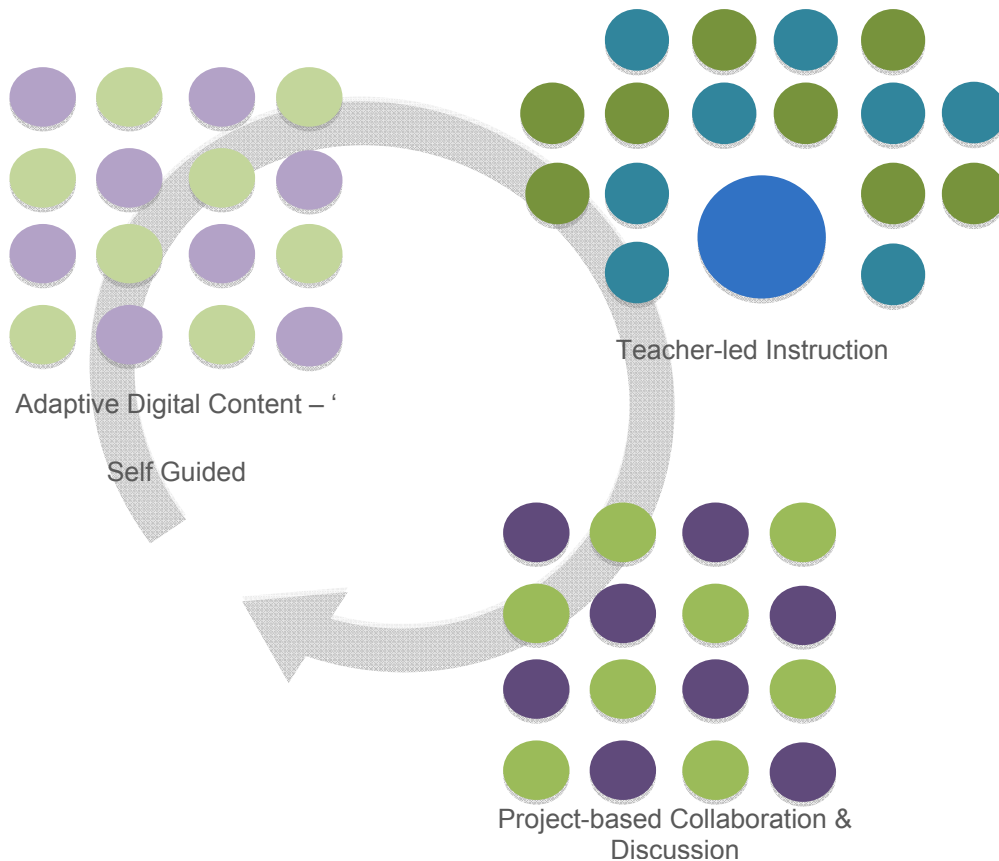 Teacher-led Instruction
Adaptive Digital Content – ‘
Self Guided
Project-based Collaboration &
Discussion